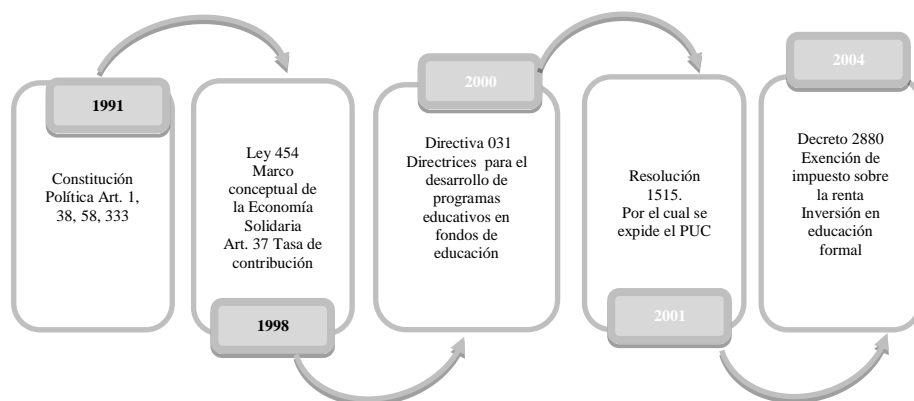 1991
Constitución
Política Art. 1,
38, 58, 333
Ley 454
Marco
conceptual de
la Economía
Solidaria
Art. 37 Tasa de
contribución
1998
2000
Directiva 031
Directrices para el
desarrollo de
programas
educativos en
fondos de
educación
Resolución
1515.
Por el cual se
expide el PUC
2001
2004
Decreto 2880
Exención de
impuesto sobre
la renta
Inversión en
educación
formal